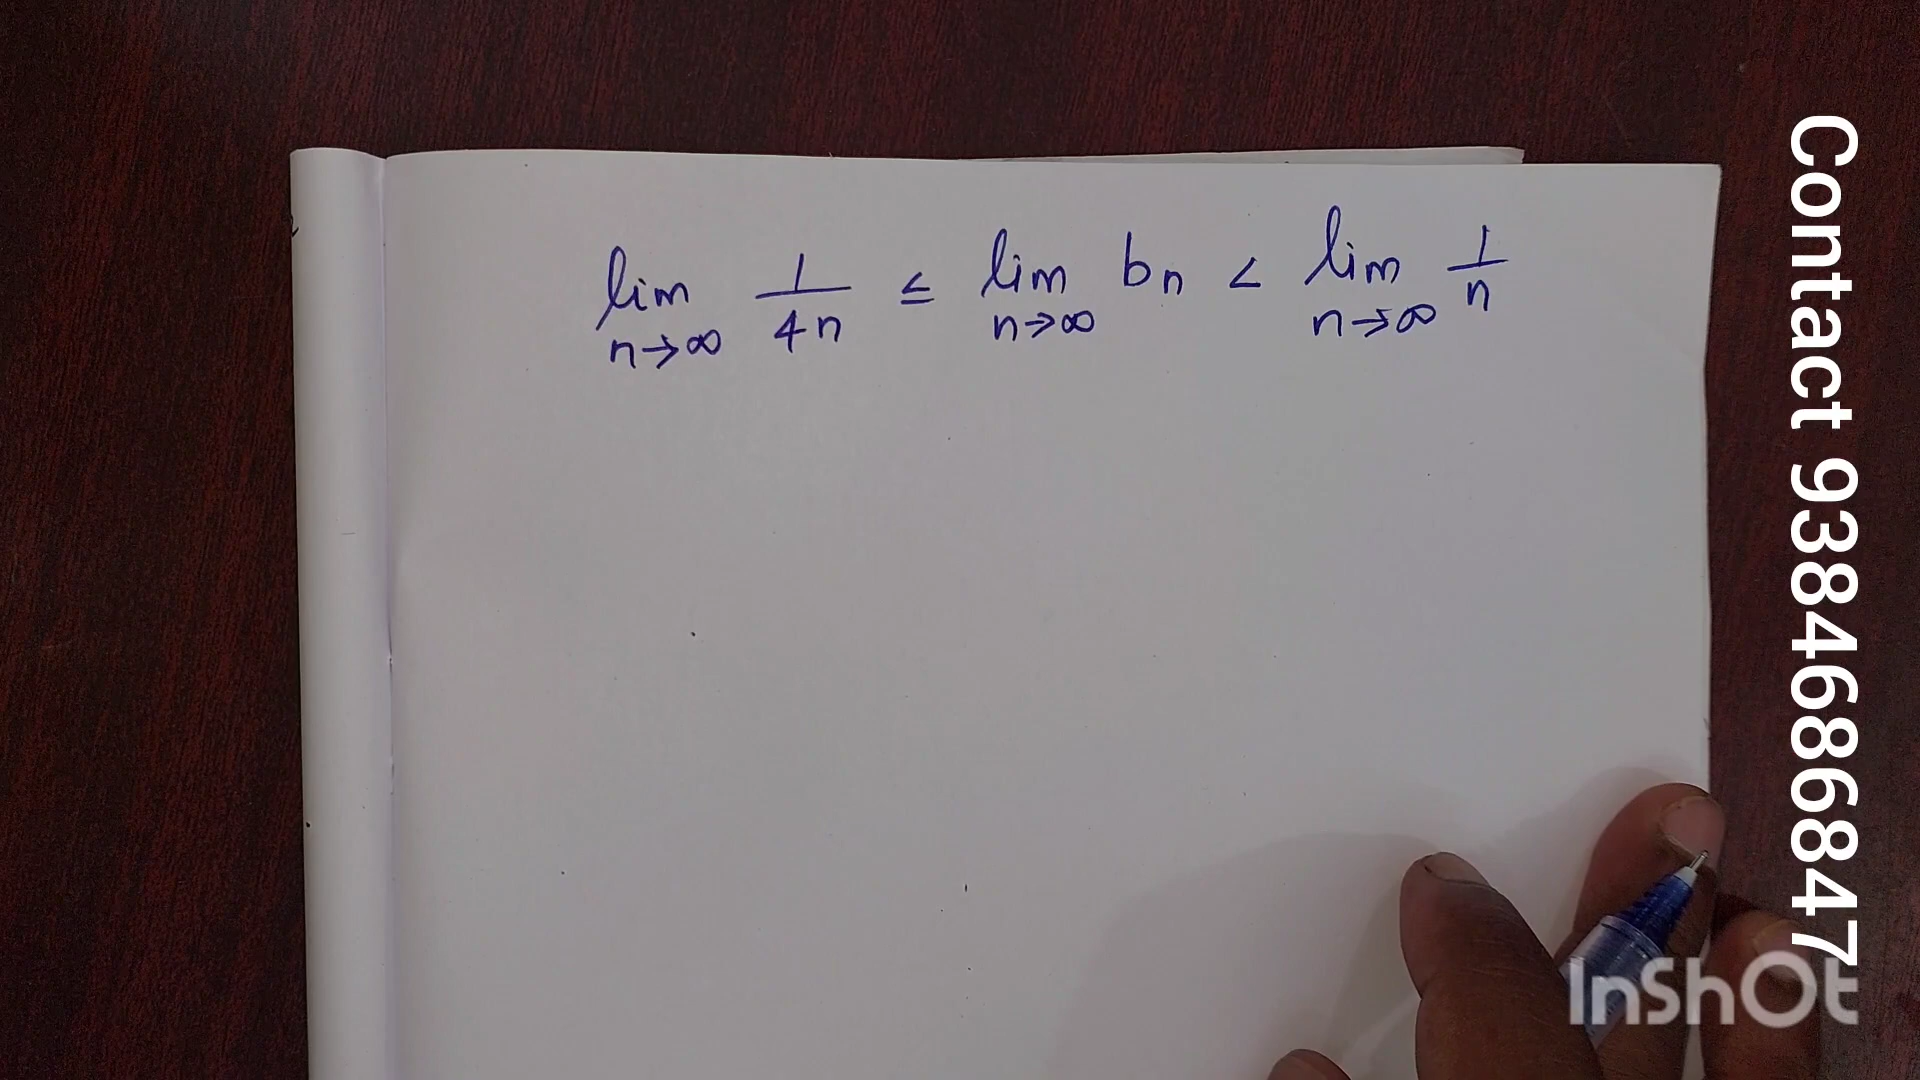 lim n→∞ 1/4n ≤ lim n→∞ bn < lim n→∞ 1/n
Contact 9384686847
InShOt